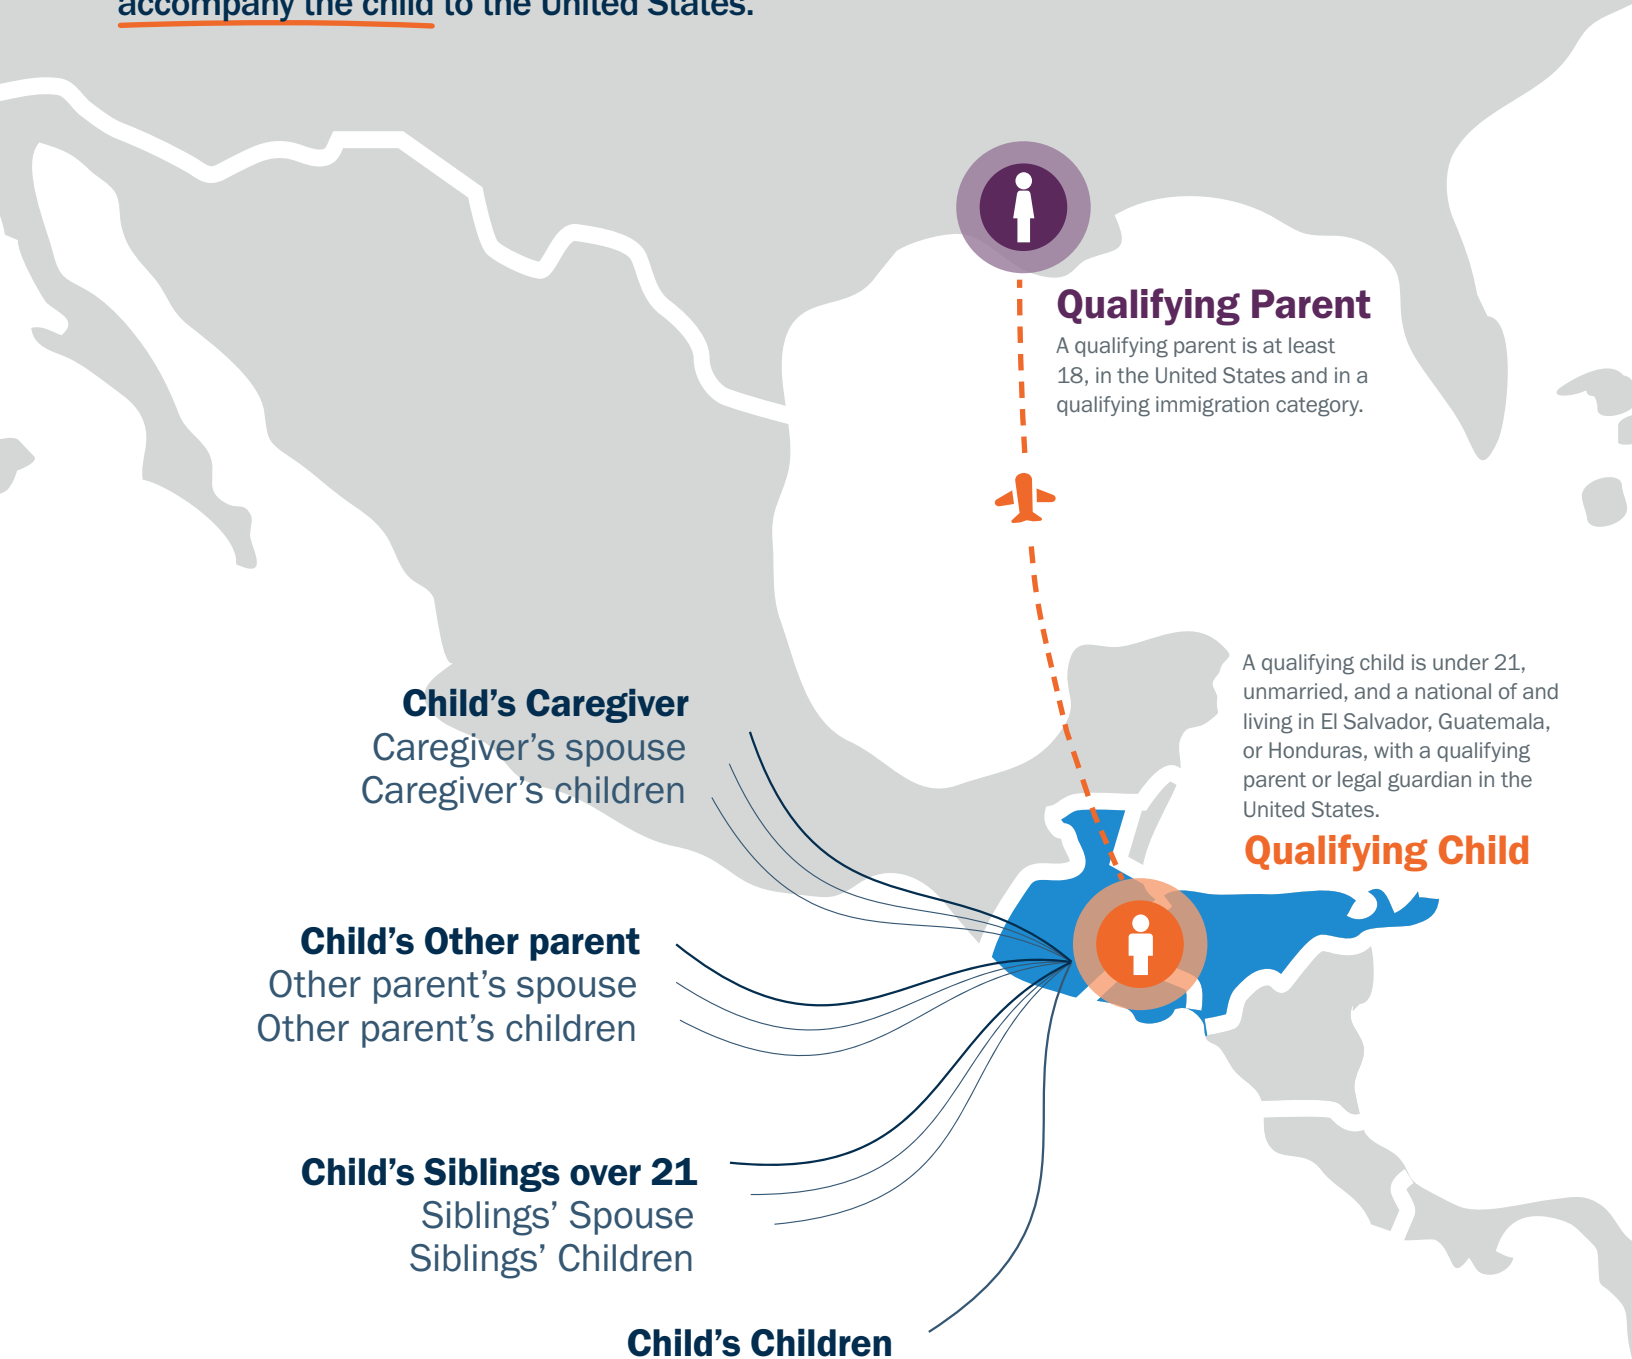 accompany the child to the United States.
Qualifying Parent
A qualifying parent is at least
18, in the United States and in a
qualifying immigration category.
A qualifying child is under 21,
unmarried, and a national of and
living in El Salvador, Guatemala,
or Honduras, with a qualifying
parent or legal guardian in the
United States.
Qualifying Child
Child’s Caregiver
Caregiver’s spouse
Caregiver’s children
Child’s Other parent
Other parent’s spouse
Other parent’s children
Child’s Siblings over 21
Siblings’ Spouse
Siblings’ Children
Child’s Children